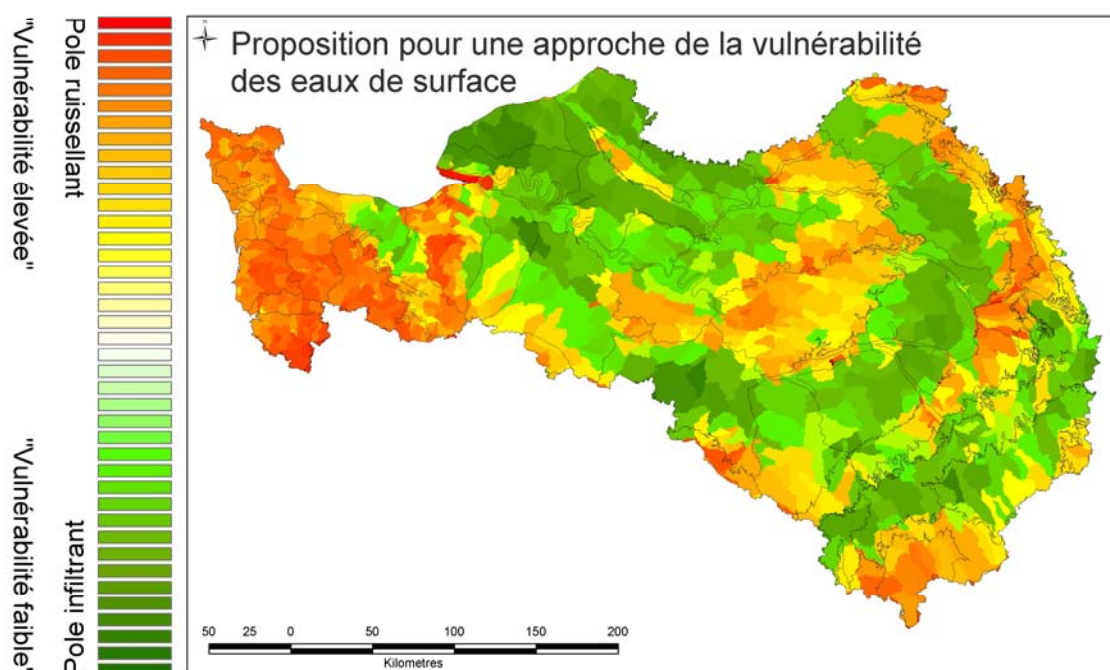 Proposition pour une approche de la vulnérabilité
des eaux de surface
"Vulnérabilité élevée"
Pole ruissellant
"Vulnérabilité faible"
Pole infiltrant
50 0 50 100 150 200
Kilometres